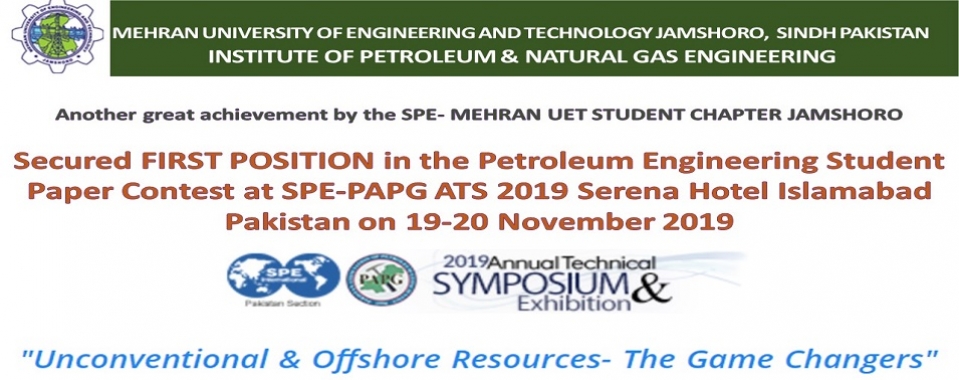 MEHRAN UNIVERSITY OF ENGINEERING AND TECHNOLOGY JAMSHORO, SINDH PAKISTAN
INSTITUTE OF PETROLEUM & NATURAL GAS ENGINEERING
JAMSHORO
Another great achievement by the SPE- MEHRAN UET STUDENT CHAPTER JAMSHORO
Secured FIRST POSITION in the Petroleum Engineering Student
Paper Contest at SPE-PAPG ATS 2019 Serena Hotel Islamabad
Pakistan on 19-20 November 2019
SPE
International
Pakistan Section
PAPG
2019 Annual Technical
SYMPOSIUM &
Exhibition
"Unconventional & Offshore Resources- The Game Changers"